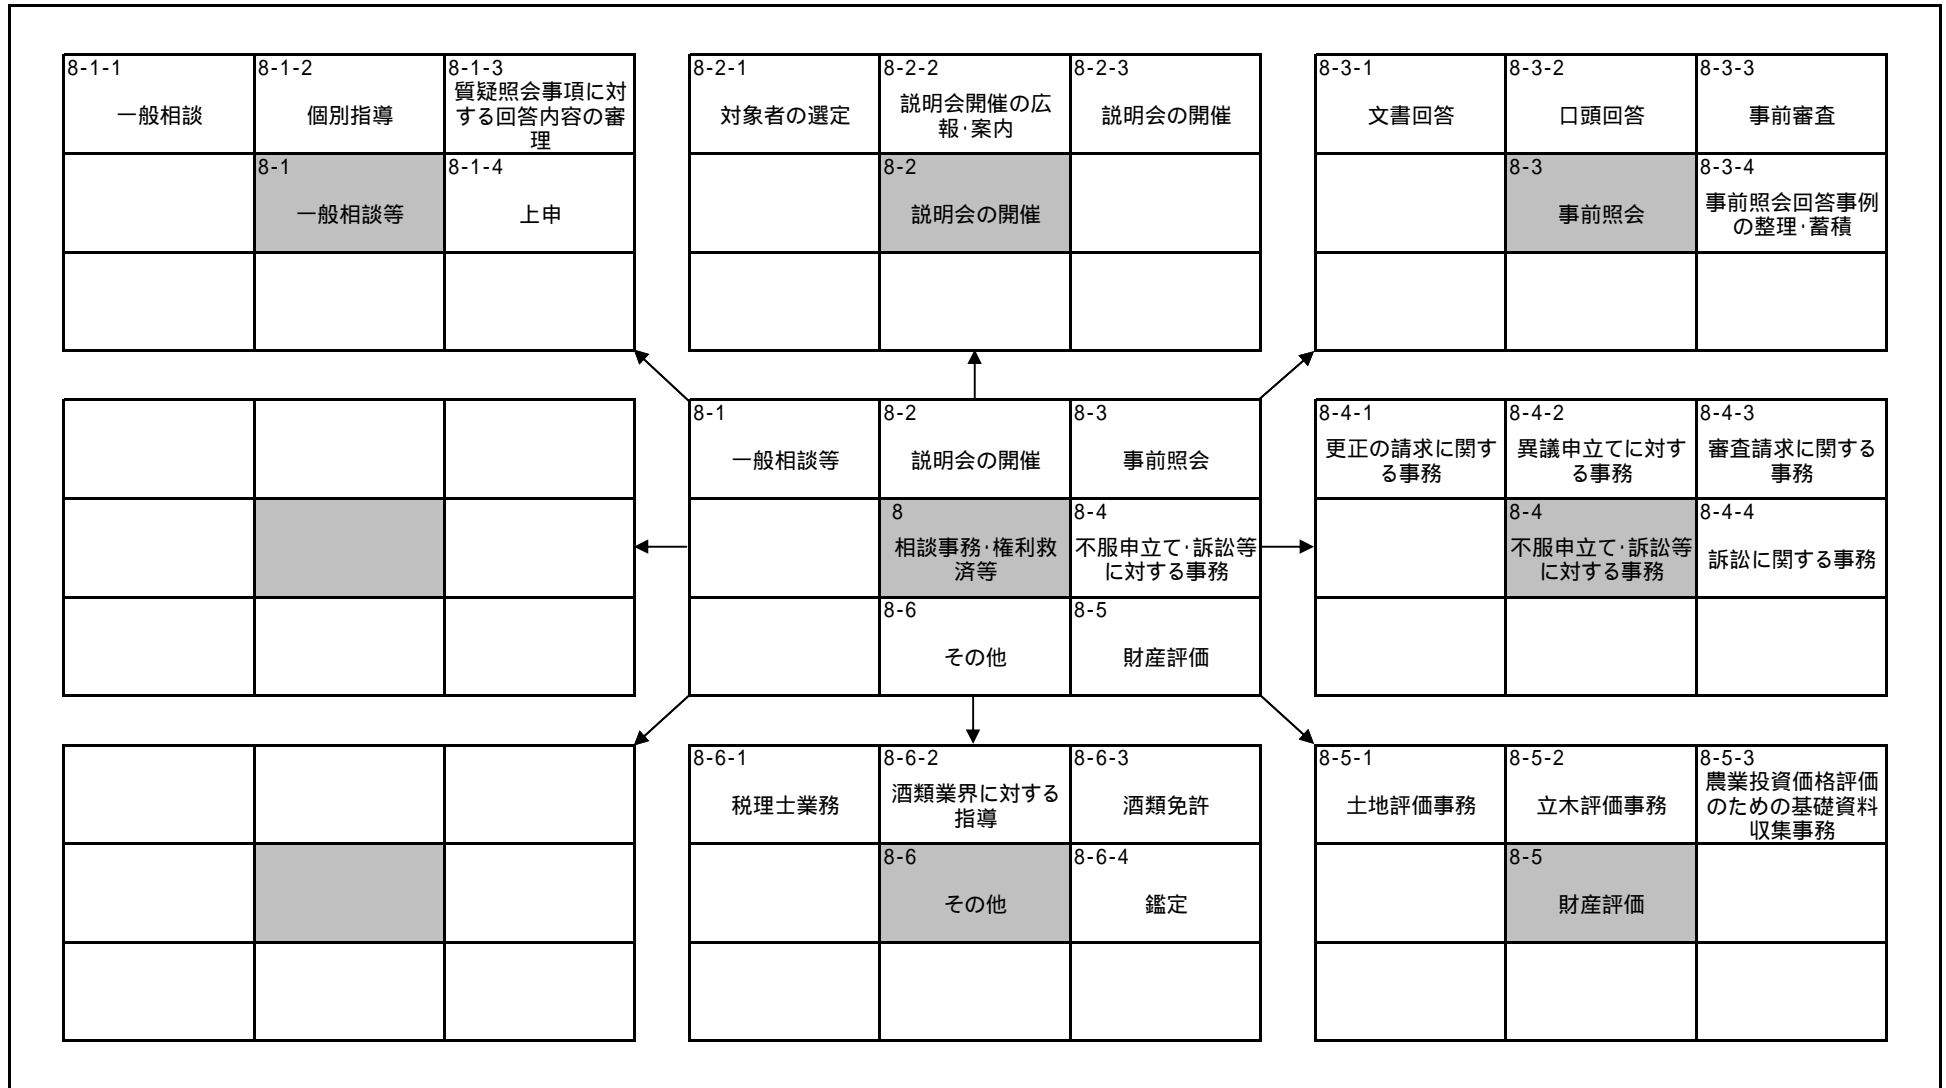 8-1-1
一般相談
8-1-2
個別指導
8-1-3
質疑照会事項に対
する回答内容の審
理
8-1
一般相談等
8-1-4
上申
8-2-1
対象者の選定
8-2-2
説明会開催の広
報･案内
8-2-3
説明会の開催
8-2
説明会の開催
8-3-1
文書回答
8-3-2
口頭回答
8-3-3
事前審査
8-3
事前照会
8-3-4
事前照会回答事例
の整理･蓄積
8-1
一般相談等
8-2
説明会の開催
8-3
事前照会
8
相談事務･権利救
済等
8-4
不服申立て･訴訟等
に対する事務
8-6
その他
8-5
財産評価
8-4-1
更正の請求に関す
る事務
8-4-2
異議申立てに対す
る事務
8-4-3
審査請求に関する
事務
8-4
不服申立て･訴訟等
に対する事務
8-4-4
訴訟に関する事務
8-6-1
税理士業務
8-6-2
酒類業界に対する
指導
8-6-3
酒類免許
8-6
その他
8-6-4
鑑定
8-5-1
土地評価事務
8-5-2
立木評価事務
8-5-3
農業投資価格評価
のための基礎資料
収集事務
8-5
財産評価